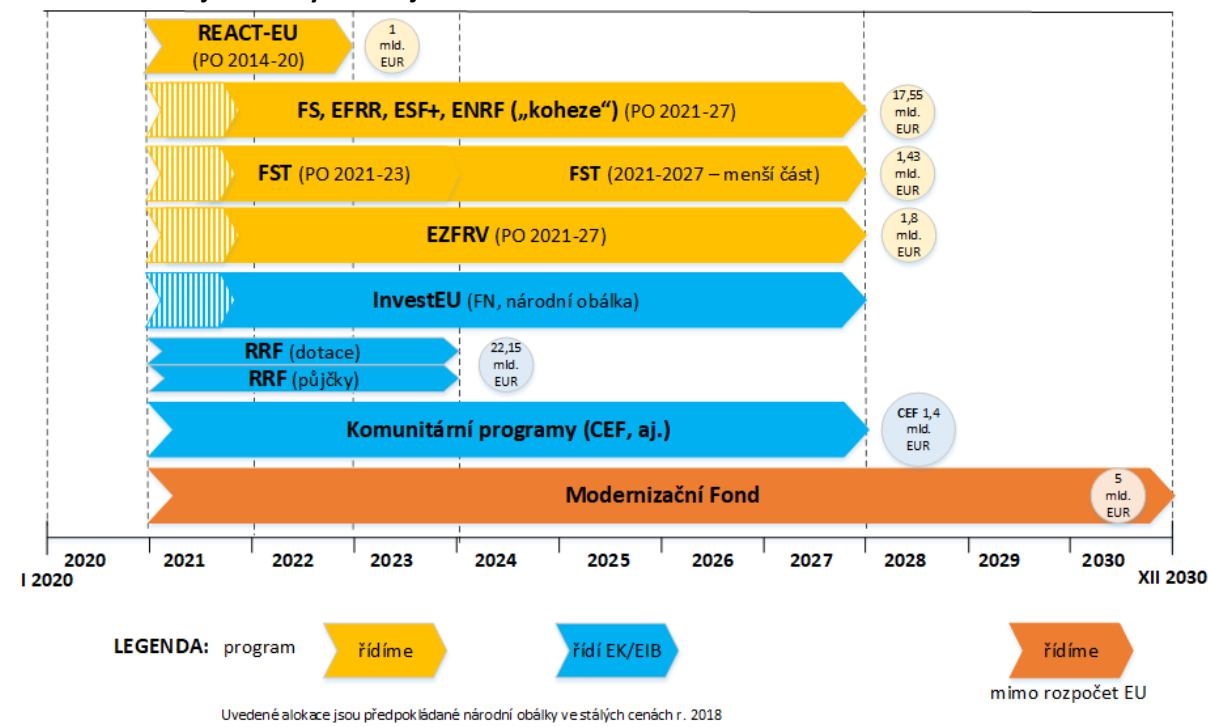 REACT-EU
(PO 2014-20)
1
mld.
EUR
FS, EFRR, ESF+, ENRF („koheze“) (PO 2021-27)
17,55
mld.
EUR
FST (PO 2021-23)
FST (2021-2027 – menší část)
1,43
mld.
EUR
EZFRV (PO 2021-27)
1,8
mld.
EUR
InvestEU (FN, národní obálka)
RRF (dotace)
RRF (půjčky)
22,15
mld.
EUR
Komunitární programy (CEF, aj.)
CEF 1,4
mld.
EUR
Modernizační Fond
5
mld.
EUR
2020 2021 2022 2023 2024 2025 2026 2027 2028 2029 2030
I 2020 XII 2030
LEGENDA: program řídíme řídí EK/EIB řídíme
mimo rozpočet EU
Uvedené alokace jsou předpokládané národní obálky ve stálých cenách r. 2018